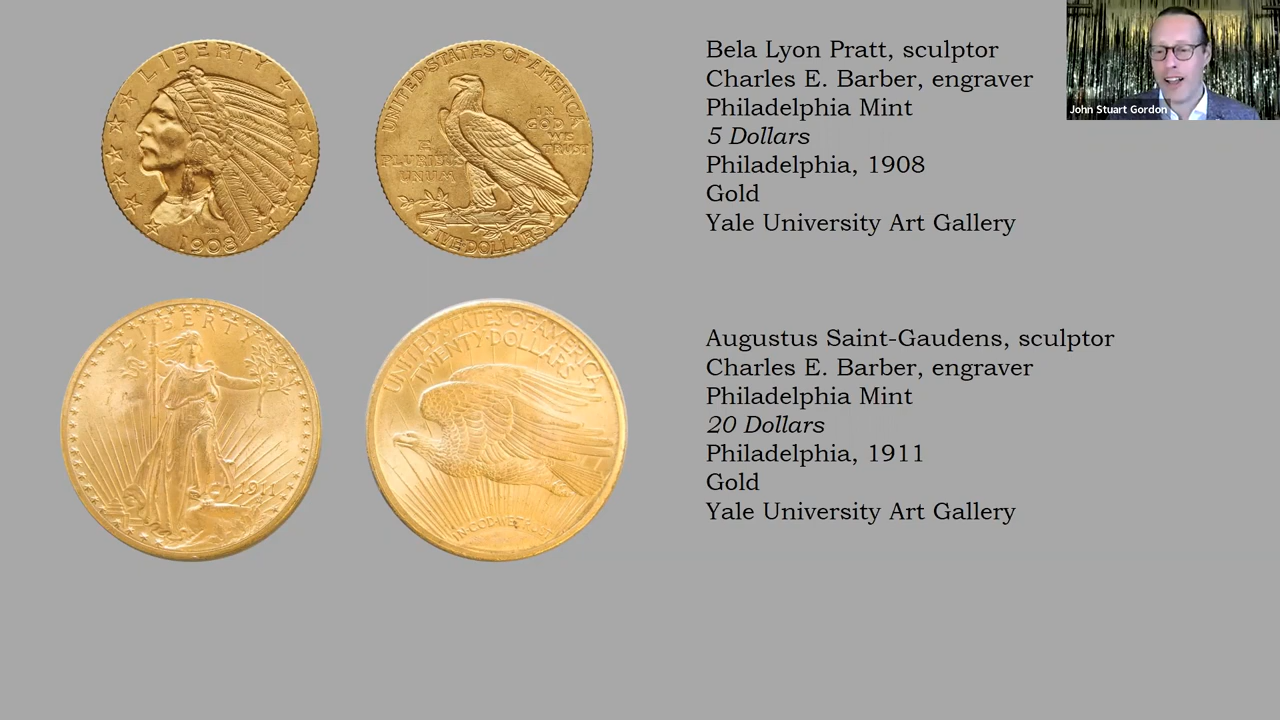 LIBERTY
1908
UNITED·STATES·OF·AMERICA
IN
GOD
WE
TRUST
E
PLURIBUS
UNUM
FIVE·DOLLARS
Bela Lyon Pratt, sculptor
Charles E. Barber, engraver
Philadelphia Mint
5 Dollars
Philadelphia, 1908
Gold
Yale University Art Gallery
John Stuart Gordon
LIBERTY
1911
UNITED·STATES·OF·AMERICA
TWENTY·DOLLARS
IN·GOD·WE·TRUST
Augustus Saint-Gaudens, sculptor
Charles E. Barber, engraver
Philadelphia Mint
20 Dollars
Philadelphia, 1911
Gold
Yale University Art Gallery